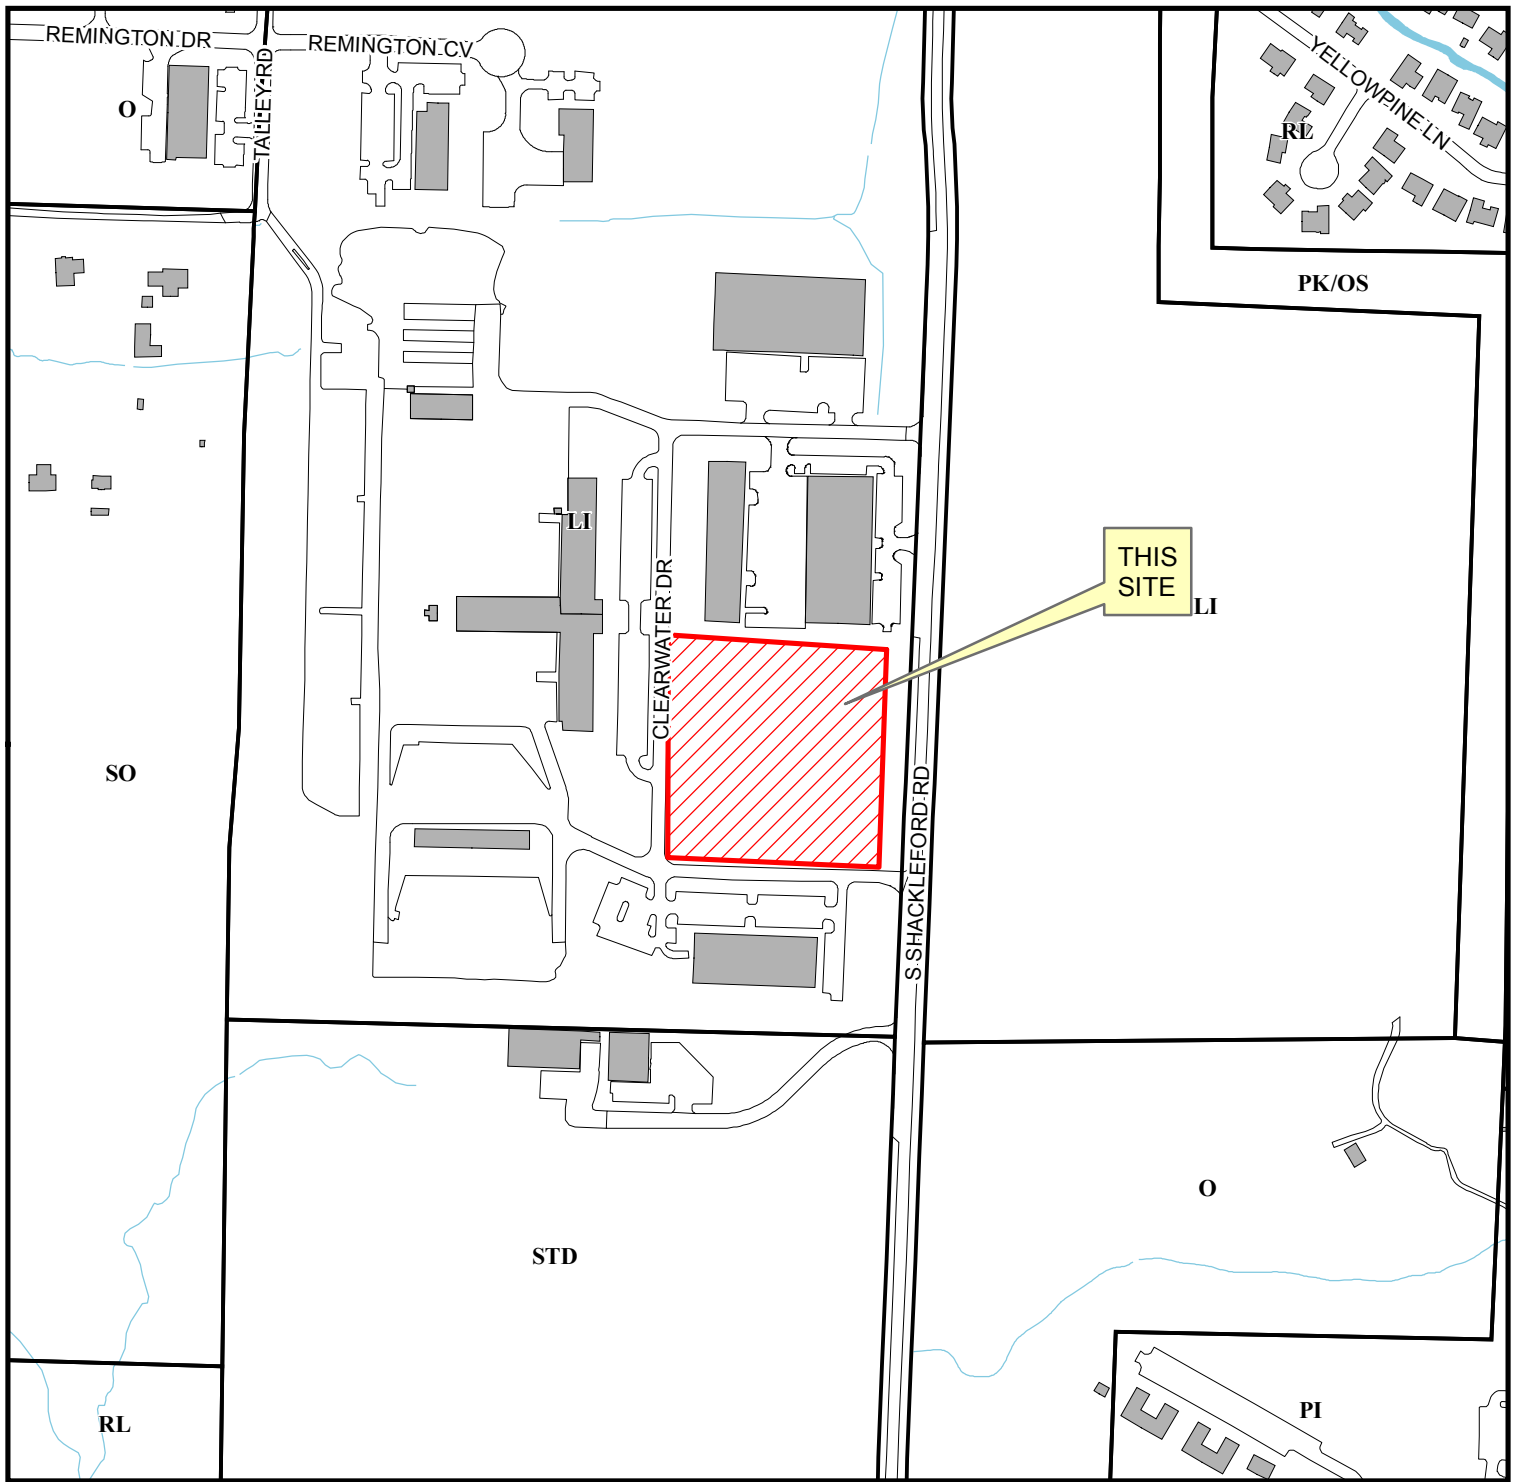 REMINGTON DR
REMINGTON CV
TALLEY RD
YELLOWPINE LN
O
RL
PK/OS
LI
THIS
SITE
LI
CLEARWATER DR
SO
S SHACKLEFORD RD
O
STD
RL
PI